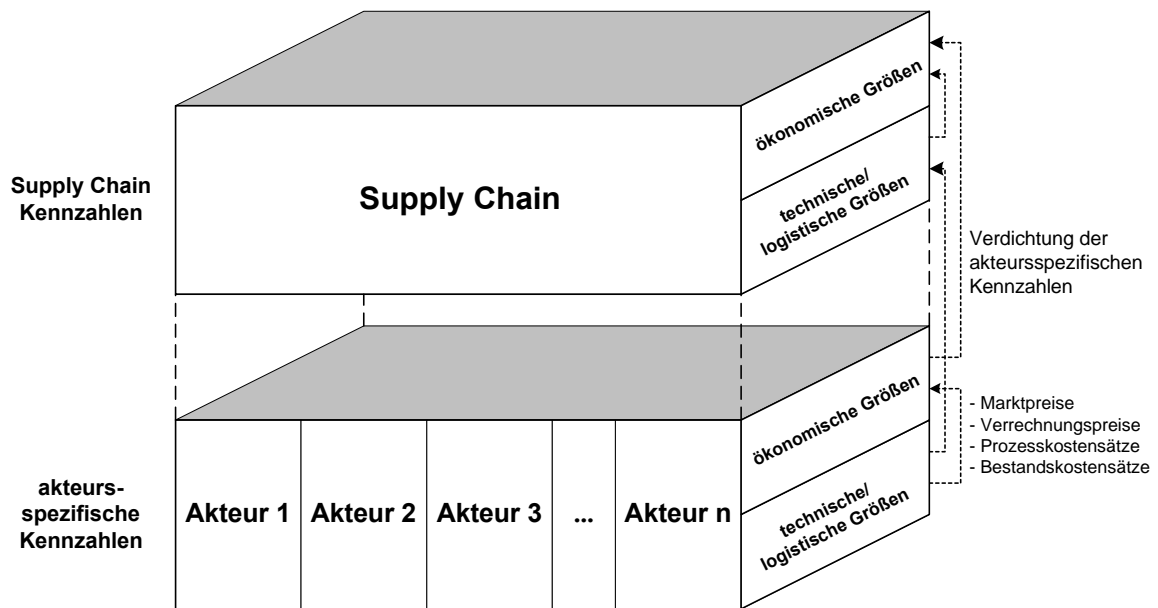 ökonomische Größen
technische/
logistische Größen
Supply Chain
Kennzahlen
Supply Chain
Verdichtung der
akteursspezifischen
Kennzahlen
ökonomische Größen
technische/
logistische Größen
- Marktpreise
- Verrechnungspreise
- Prozesskostensätze
- Bestandskostensätze
akteurs-
spezifische
Kennzahlen
Akteur 1
Akteur 2
Akteur 3
...
Akteur n